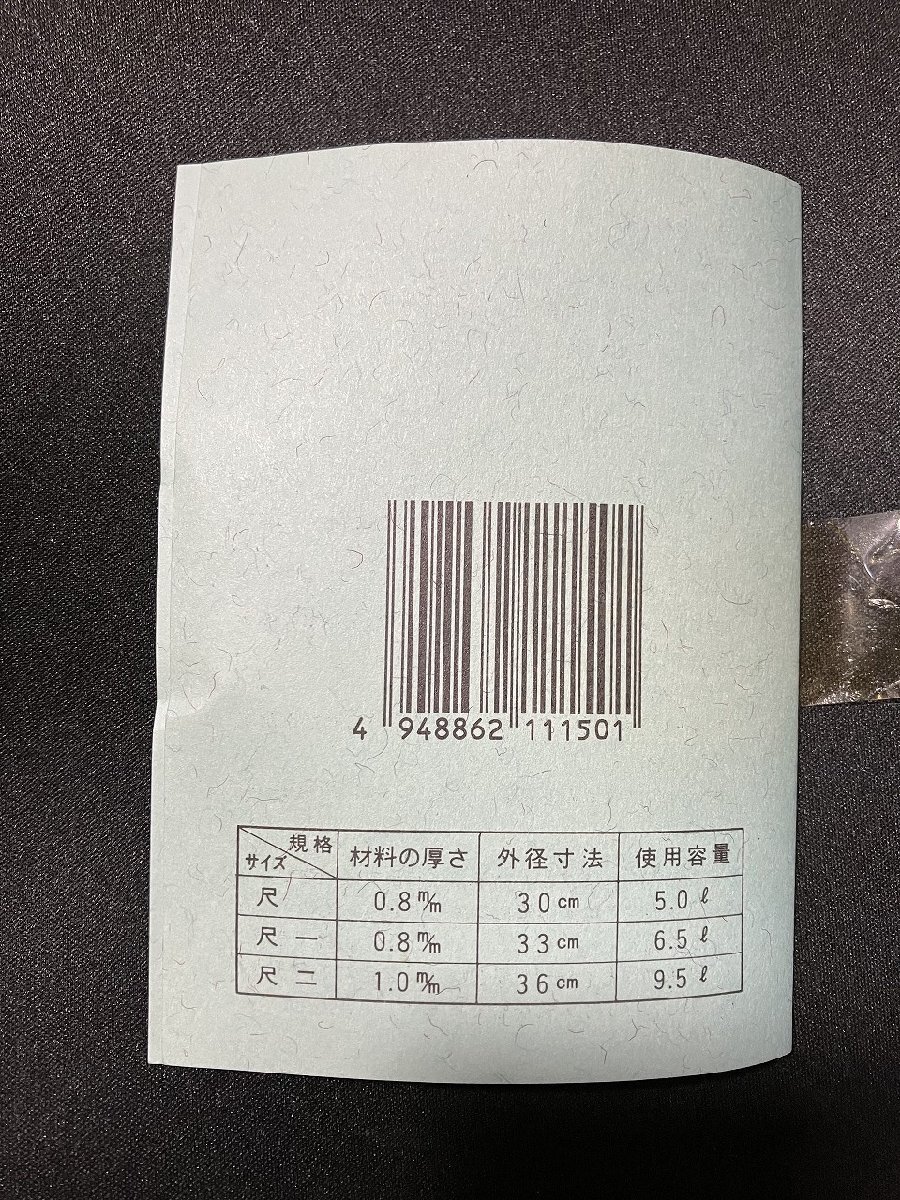 4 948862 111501
規格
サイズ 材料の厚さ 外径寸法 使用容量
尺 0.8m/m 30cm 5.0ℓ
尺一 0.8m/m 33cm 6.5ℓ
尺二 1.0m/m 36cm 9.5ℓ